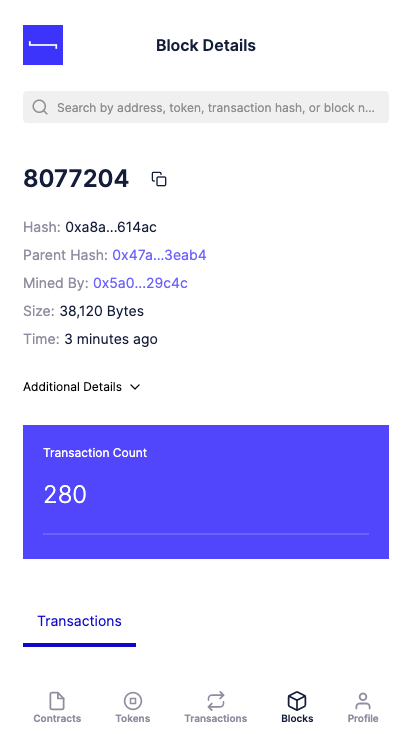 Block Details
Search by address, token, transaction hash, or block n...
8077204
Hash: 0xa8a...614ac
Parent Hash: 0x47a...3eab4
Mined By: 0x5a0...29c4c
Size: 38,120 Bytes
Time: 3 minutes ago
Additional Details
Transaction Count
280
Transactions
Contracts
Tokens
Transactions
Blocks
Profile